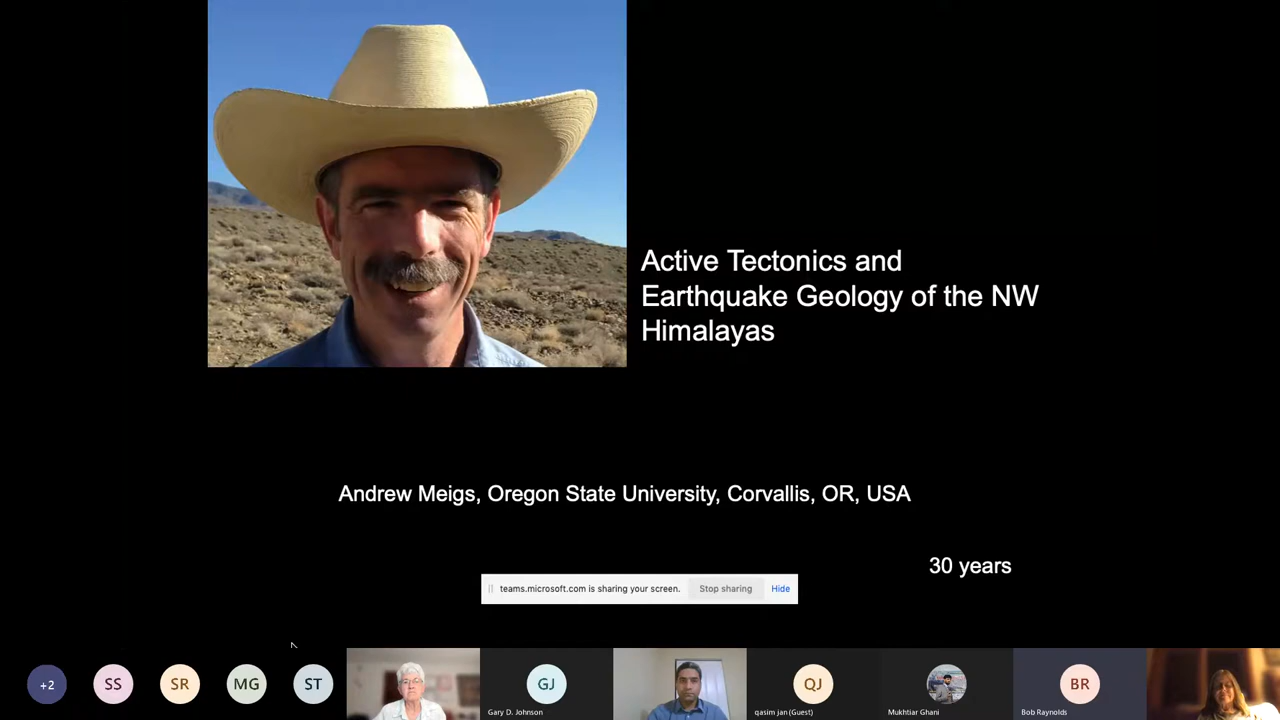 Active Tectonics and
Earthquake Geology of the NW
Himalayas
Andrew Meigs, Oregon State University, Corvallis, OR, USA
30 years
teams.microsoft.com is sharing your screen. Stop sharing Hide
+2 SS SR MG ST GJ QJ BR
Gary D. Johnson qasim jan (Guest) Mukhtiar Ghani Bob Raynolds